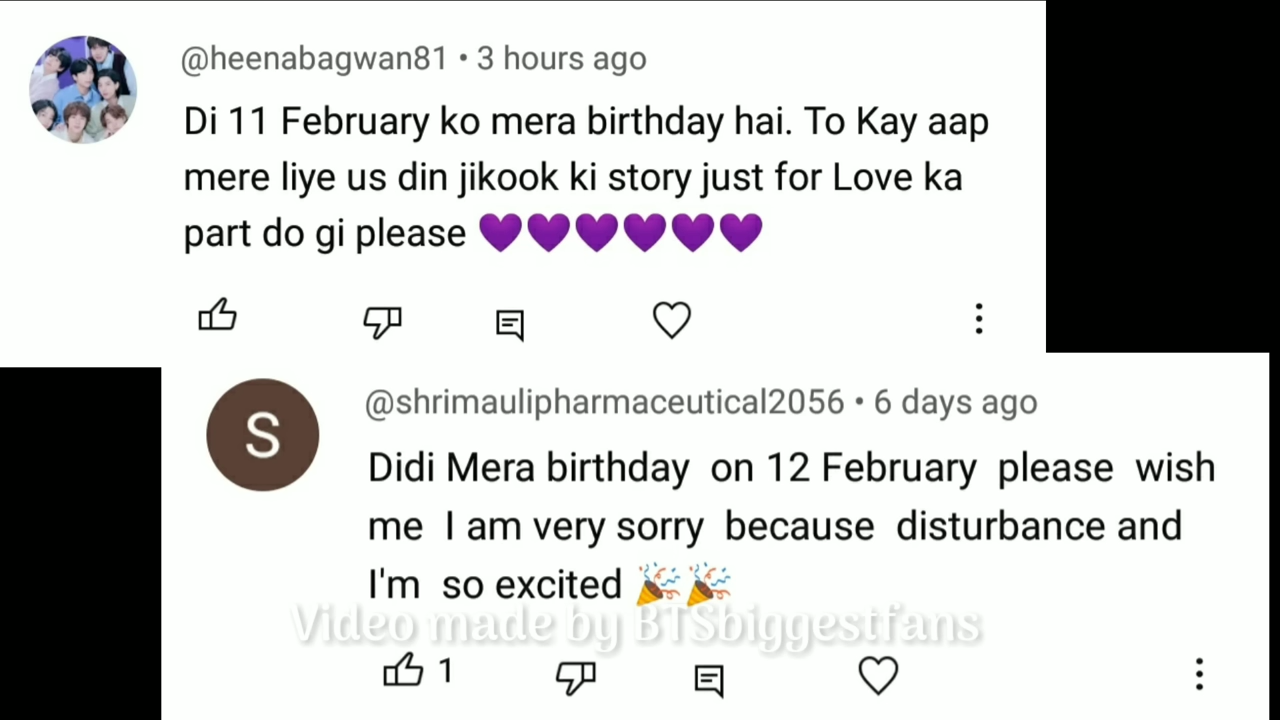 @heenabagwan81 • 3 hours ago
Di 11 February ko mera birthday hai. To Kay aap
mere liye us din jikook ki story just for Love ka
part do gi please 💜💜💜💜💜💜
S
@shrimaulipharmaceutical2056 • 6 days ago
Didi Mera birthday on 12 February please wish
me I am very sorry because disturbance and
I'm so excited 🎉🎉
Video made by BTSbiggestfans
1